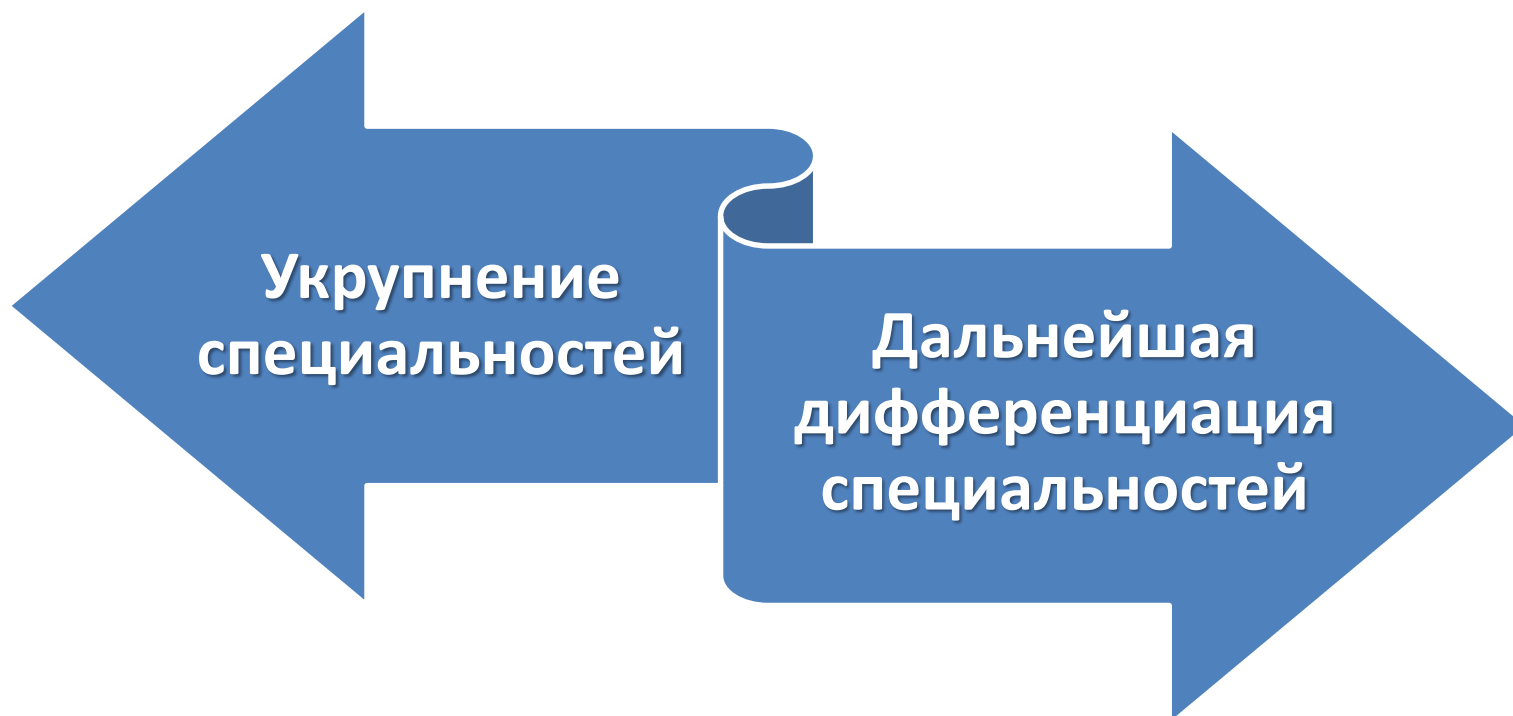 Укрупнение
специальностей
Дальнейшая
дифференциация
специальностей